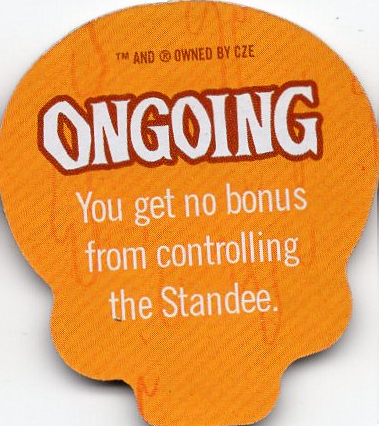 ™ AND ® OWNED BY CZE
ONGOING
You get no bonus
from controlling
the Standee.